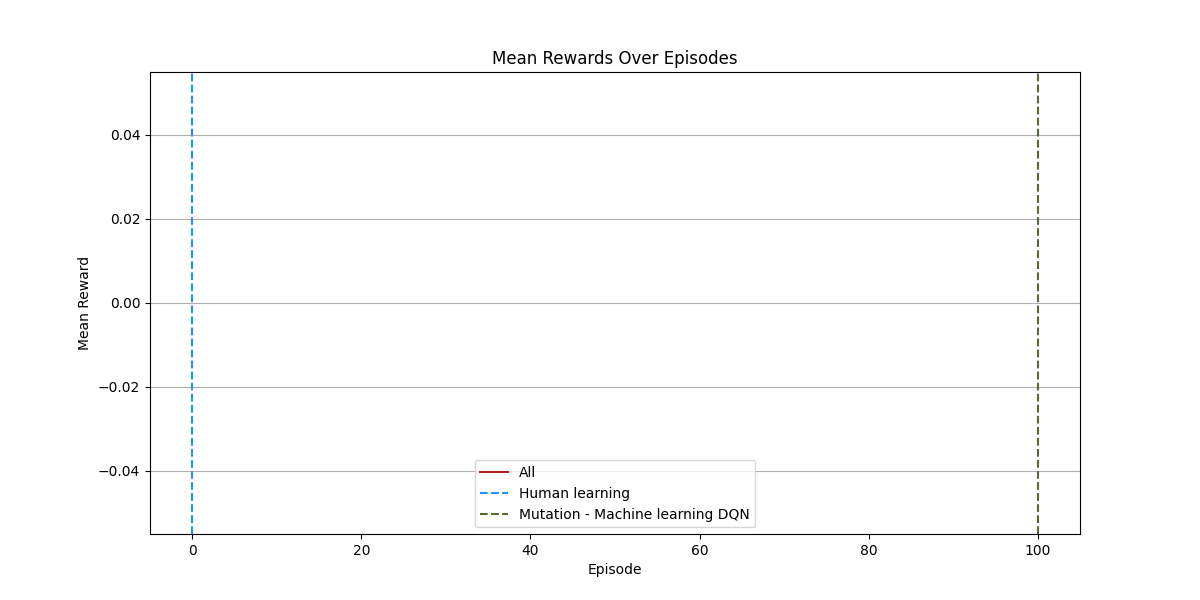 Mean Rewards Over Episodes
Mean Reward
0.04
0.02
0.00
−0.02
−0.04
All
Human learning
Mutation - Machine learning DQN
0 20 40 60 80 100
Episode